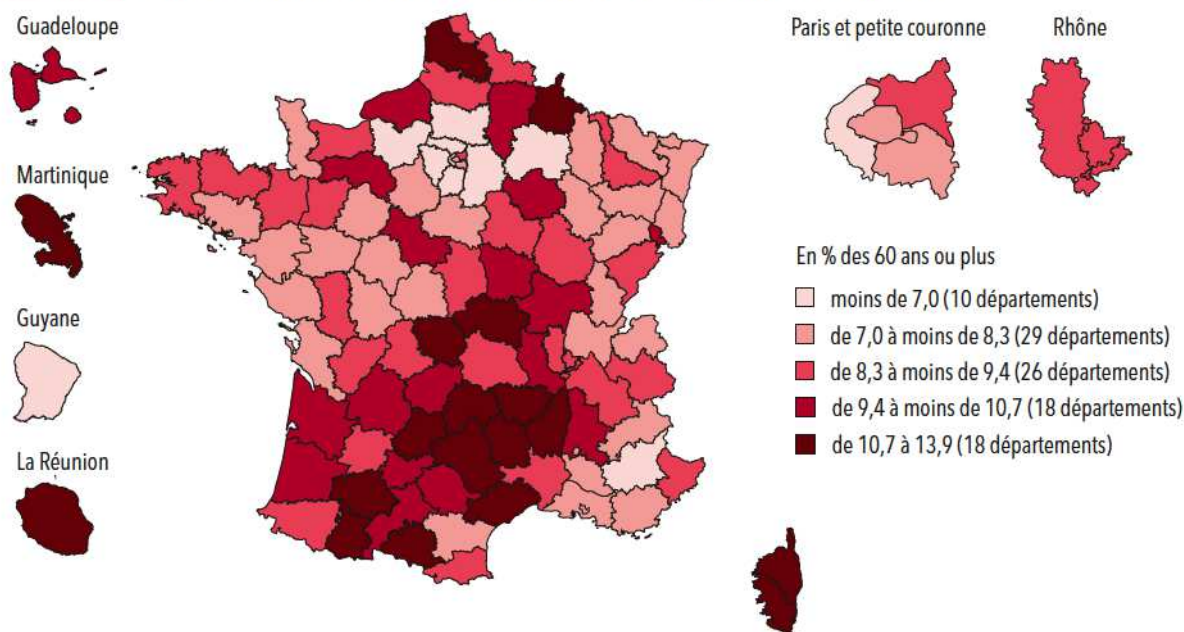 Guadeloupe
Martinique
Guyane
La Réunion
Paris et petite couronne
Rhône
En % des 60 ans ou plus
moins de 7,0 (10 départements)
de 7,0 à moins de 8,3 (29 départements)
de 8,3 à moins de 9,4 (26 départements)
de 9,4 à moins de 10,7 (18 départements)
de 10,7 à 13,9 (18 départements)